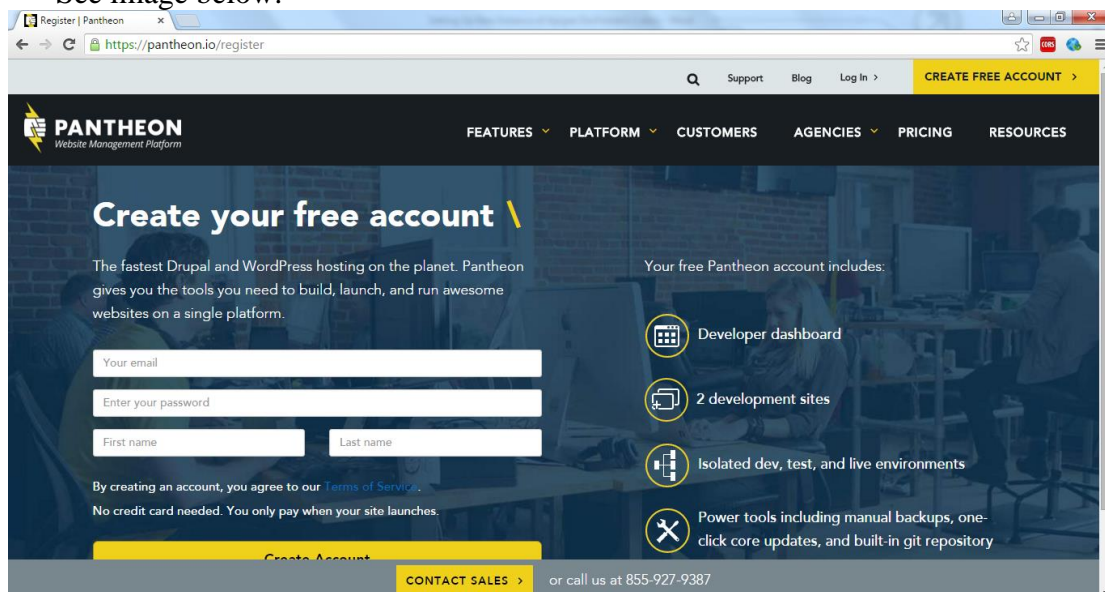 See image below:
Register | Pantheon
https://pantheon.io/register
CORS
Support Blog Log In >
CREATE FREE ACCOUNT >
PANTHEON
Website Management Platform
FEATURES PLATFORM CUSTOMERS AGENCIES PRICING RESOURCES
Create your free account \
The fastest Drupal and WordPress hosting on the planet. Pantheon
gives you the tools you need to build, launch, and run awesome
websites on a single platform.
Your email
Enter your password
First name
Last name
By creating an account, you agree to our Terms of Service.
No credit card needed. You only pay when your site launches.
Create Account
Your free Pantheon account includes:
Developer dashboard
2 development sites
Isolated dev, test, and live environments
Power tools including manual backups, one-
click core updates, and built-in git repository
CONTACT SALES >
or call us at 855-927-9387